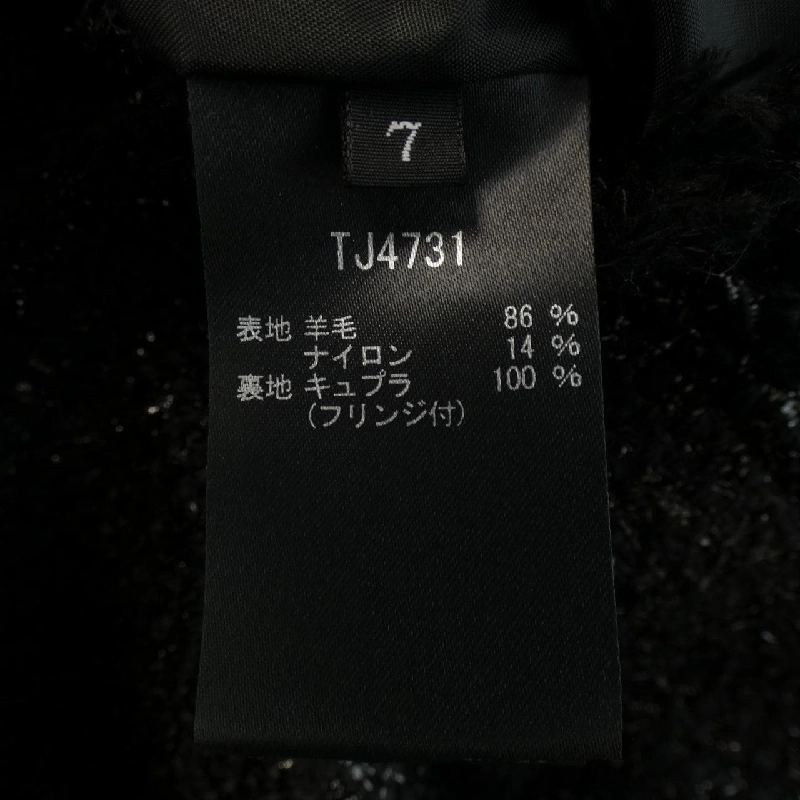 7
TJ4731
表地 羊毛 86 %
ナイロン 14 %
裏地 キュプラ 100 %
(フリンジ付)